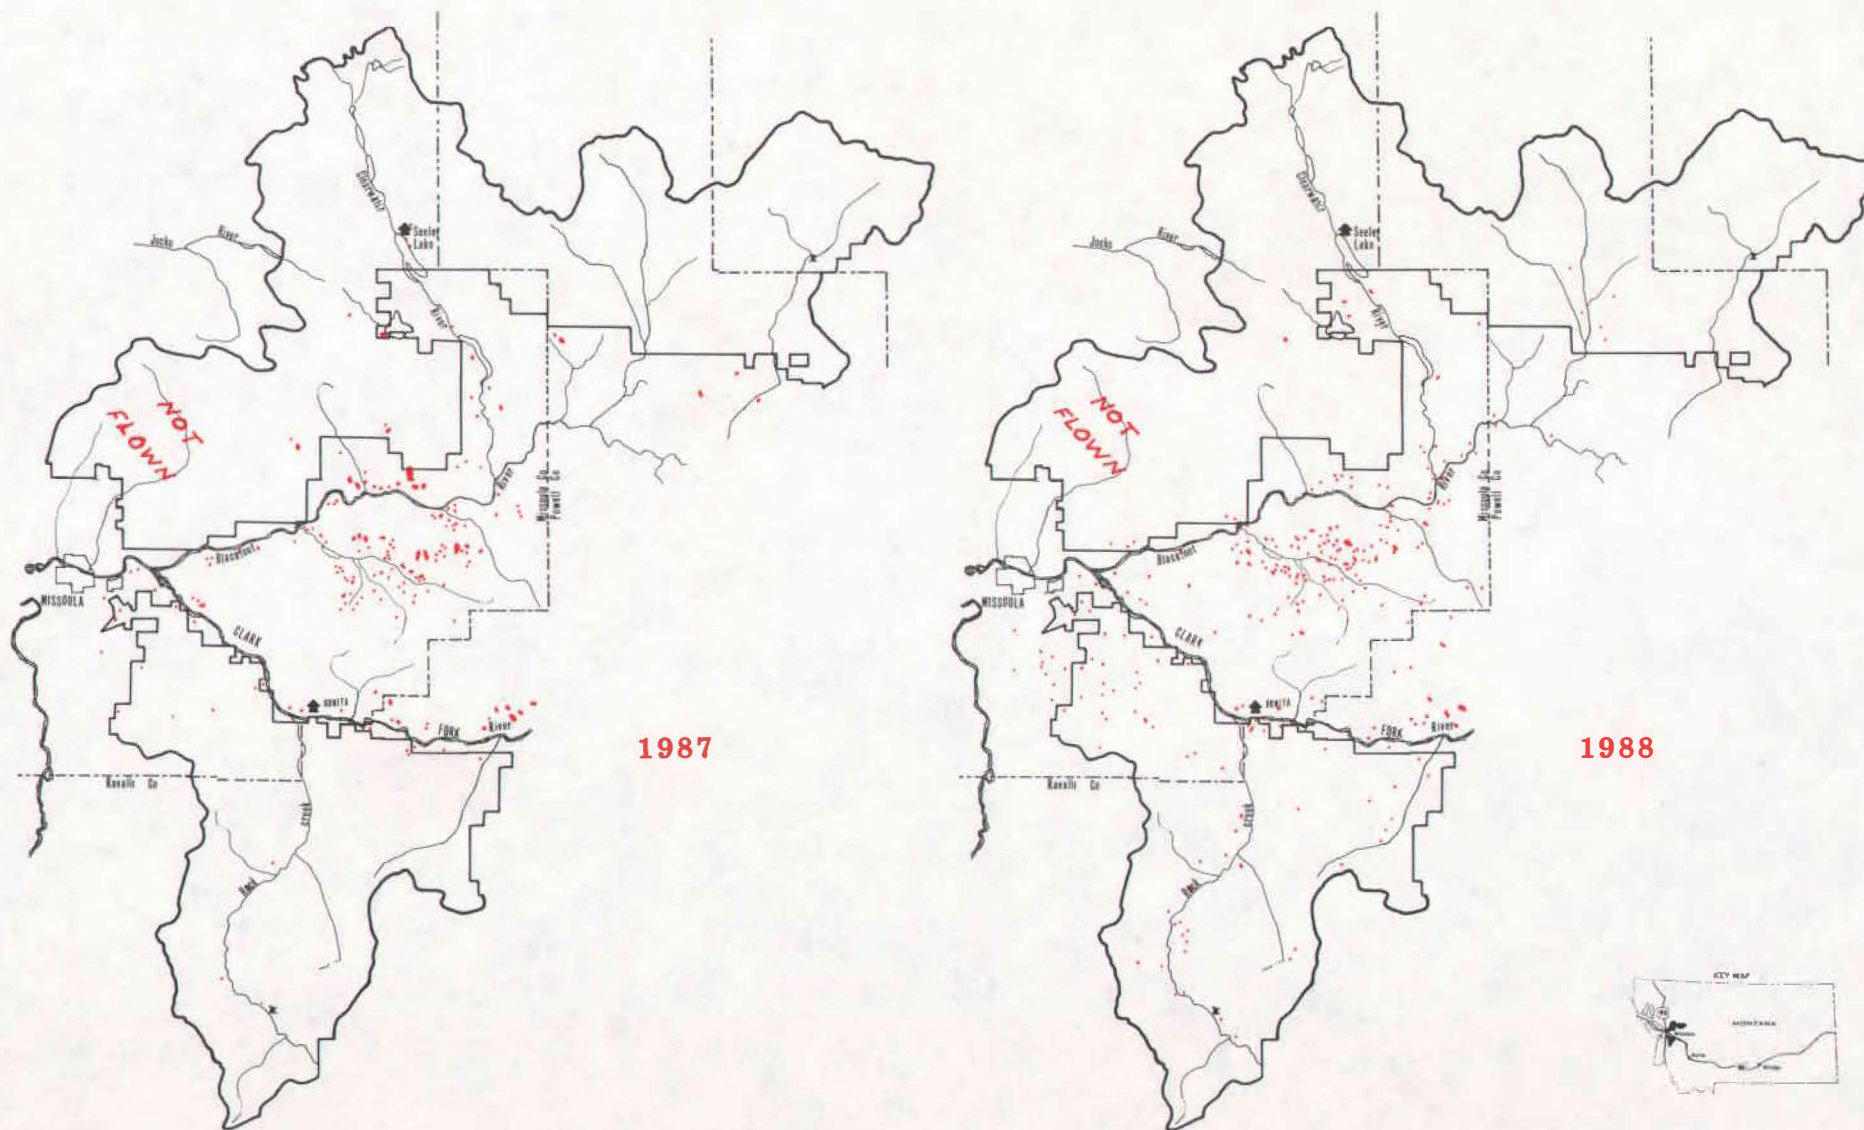 Clearwater
Seeley
Lake
Jocko River
River
NOT
FLOWN
River
Missoula Co
Powell Co
Blackfoot
MISSOULA
CLARK
BONITA
FORK
River
1987
Ravalli Co
Creek
Rock
Clearwater
Seeley
Lake
Jocko River
River
NOT
FLOWN
River
Missoula Co
Powell Co
Blackfoot
MISSOULA
CLARK
BONITA
FORK
River
1988
Ravalli Co
Creek
Rock
KEY MAP
MONTANA